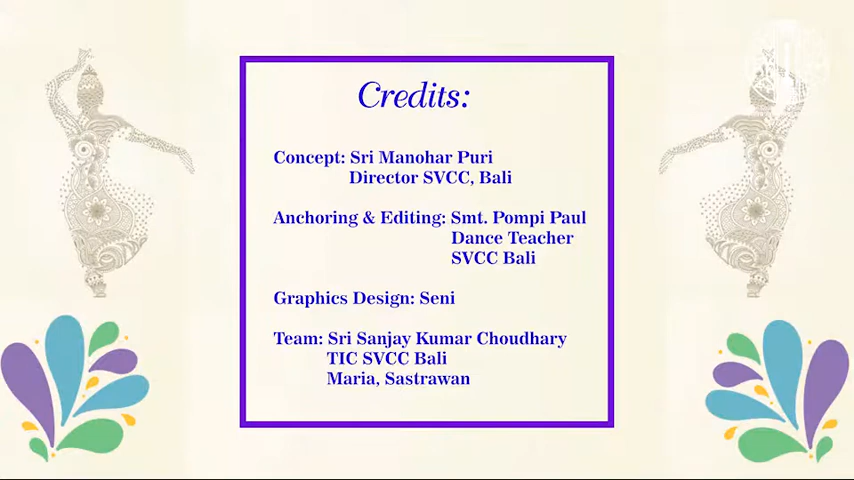 Credits:
Concept: Sri Manohar Puri
Director SVCC, Bali
Anchoring & Editing: Smt. Pompi Paul
Dance Teacher
SVCC Bali
Graphics Design: Seni
Team: Sri Sanjay Kumar Choudhary
TIC SVCC Bali
Maria, Sastrawan